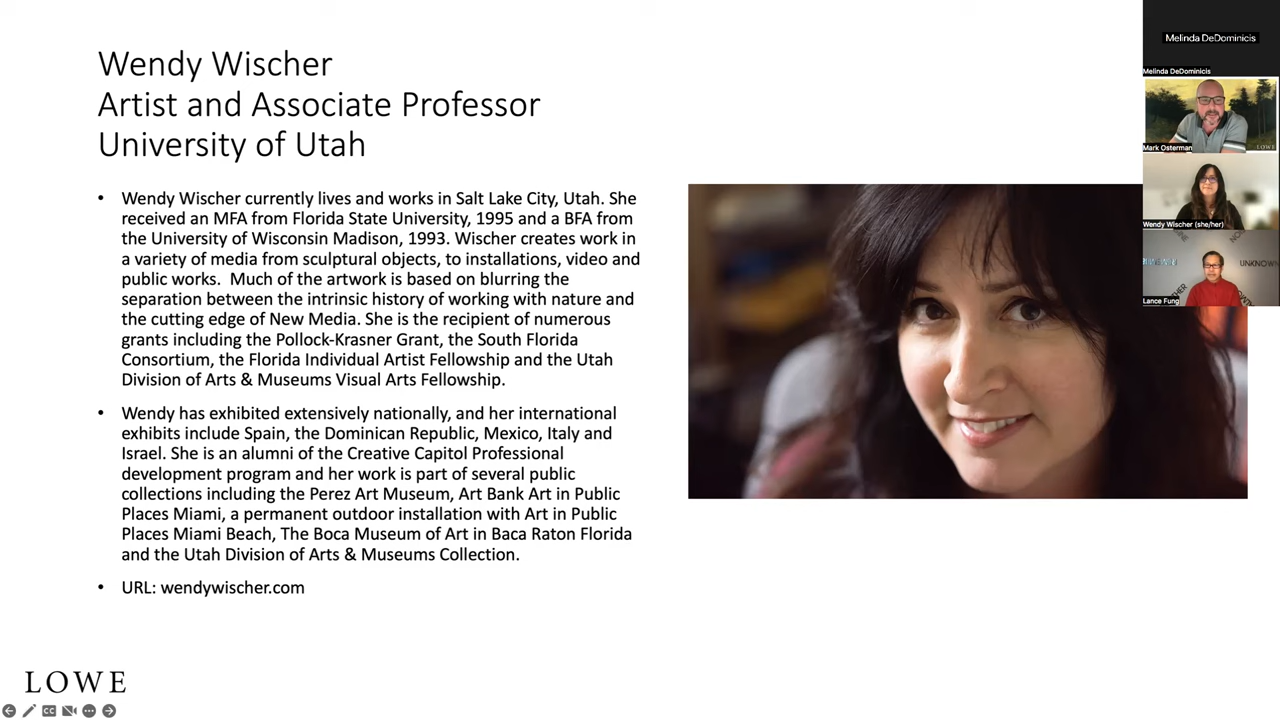 Wendy Wischer
Artist and Associate Professor
University of Utah
• Wendy Wischer currently lives and works in Salt Lake City, Utah. She
received an MFA from Florida State University, 1995 and a BFA from
the University of Wisconsin Madison, 1993. Wischer creates work in
a variety of media from sculptural objects, to installations, video and
public works.  Much of the artwork is based on blurring the
separation between the intrinsic history of working with nature and
the cutting edge of New Media. She is the recipient of numerous
grants including the Pollock-Krasner Grant, the South Florida
Consortium, the Florida Individual Artist Fellowship and the Utah
Division of Arts & Museums Visual Arts Fellowship.
• Wendy has exhibited extensively nationally, and her international
exhibits include Spain, the Dominican Republic, Mexico, Italy and
Israel. She is an alumni of the Creative Capitol Professional
development program and her work is part of several public
collections including the Perez Art Museum, Art Bank Art in Public
Places Miami, a permanent outdoor installation with Art in Public
Places Miami Beach, The Boca Museum of Art in Baca Raton Florida
and the Utah Division of Arts & Museums Collection.
• URL: wendywischer.com
LOWE
CC
Melinda DeDominicis
Melinda DeDominicis
LOWE
Mark Osterman
Wendy Wischer (she/her)
UNKNOWN
Lance Fung